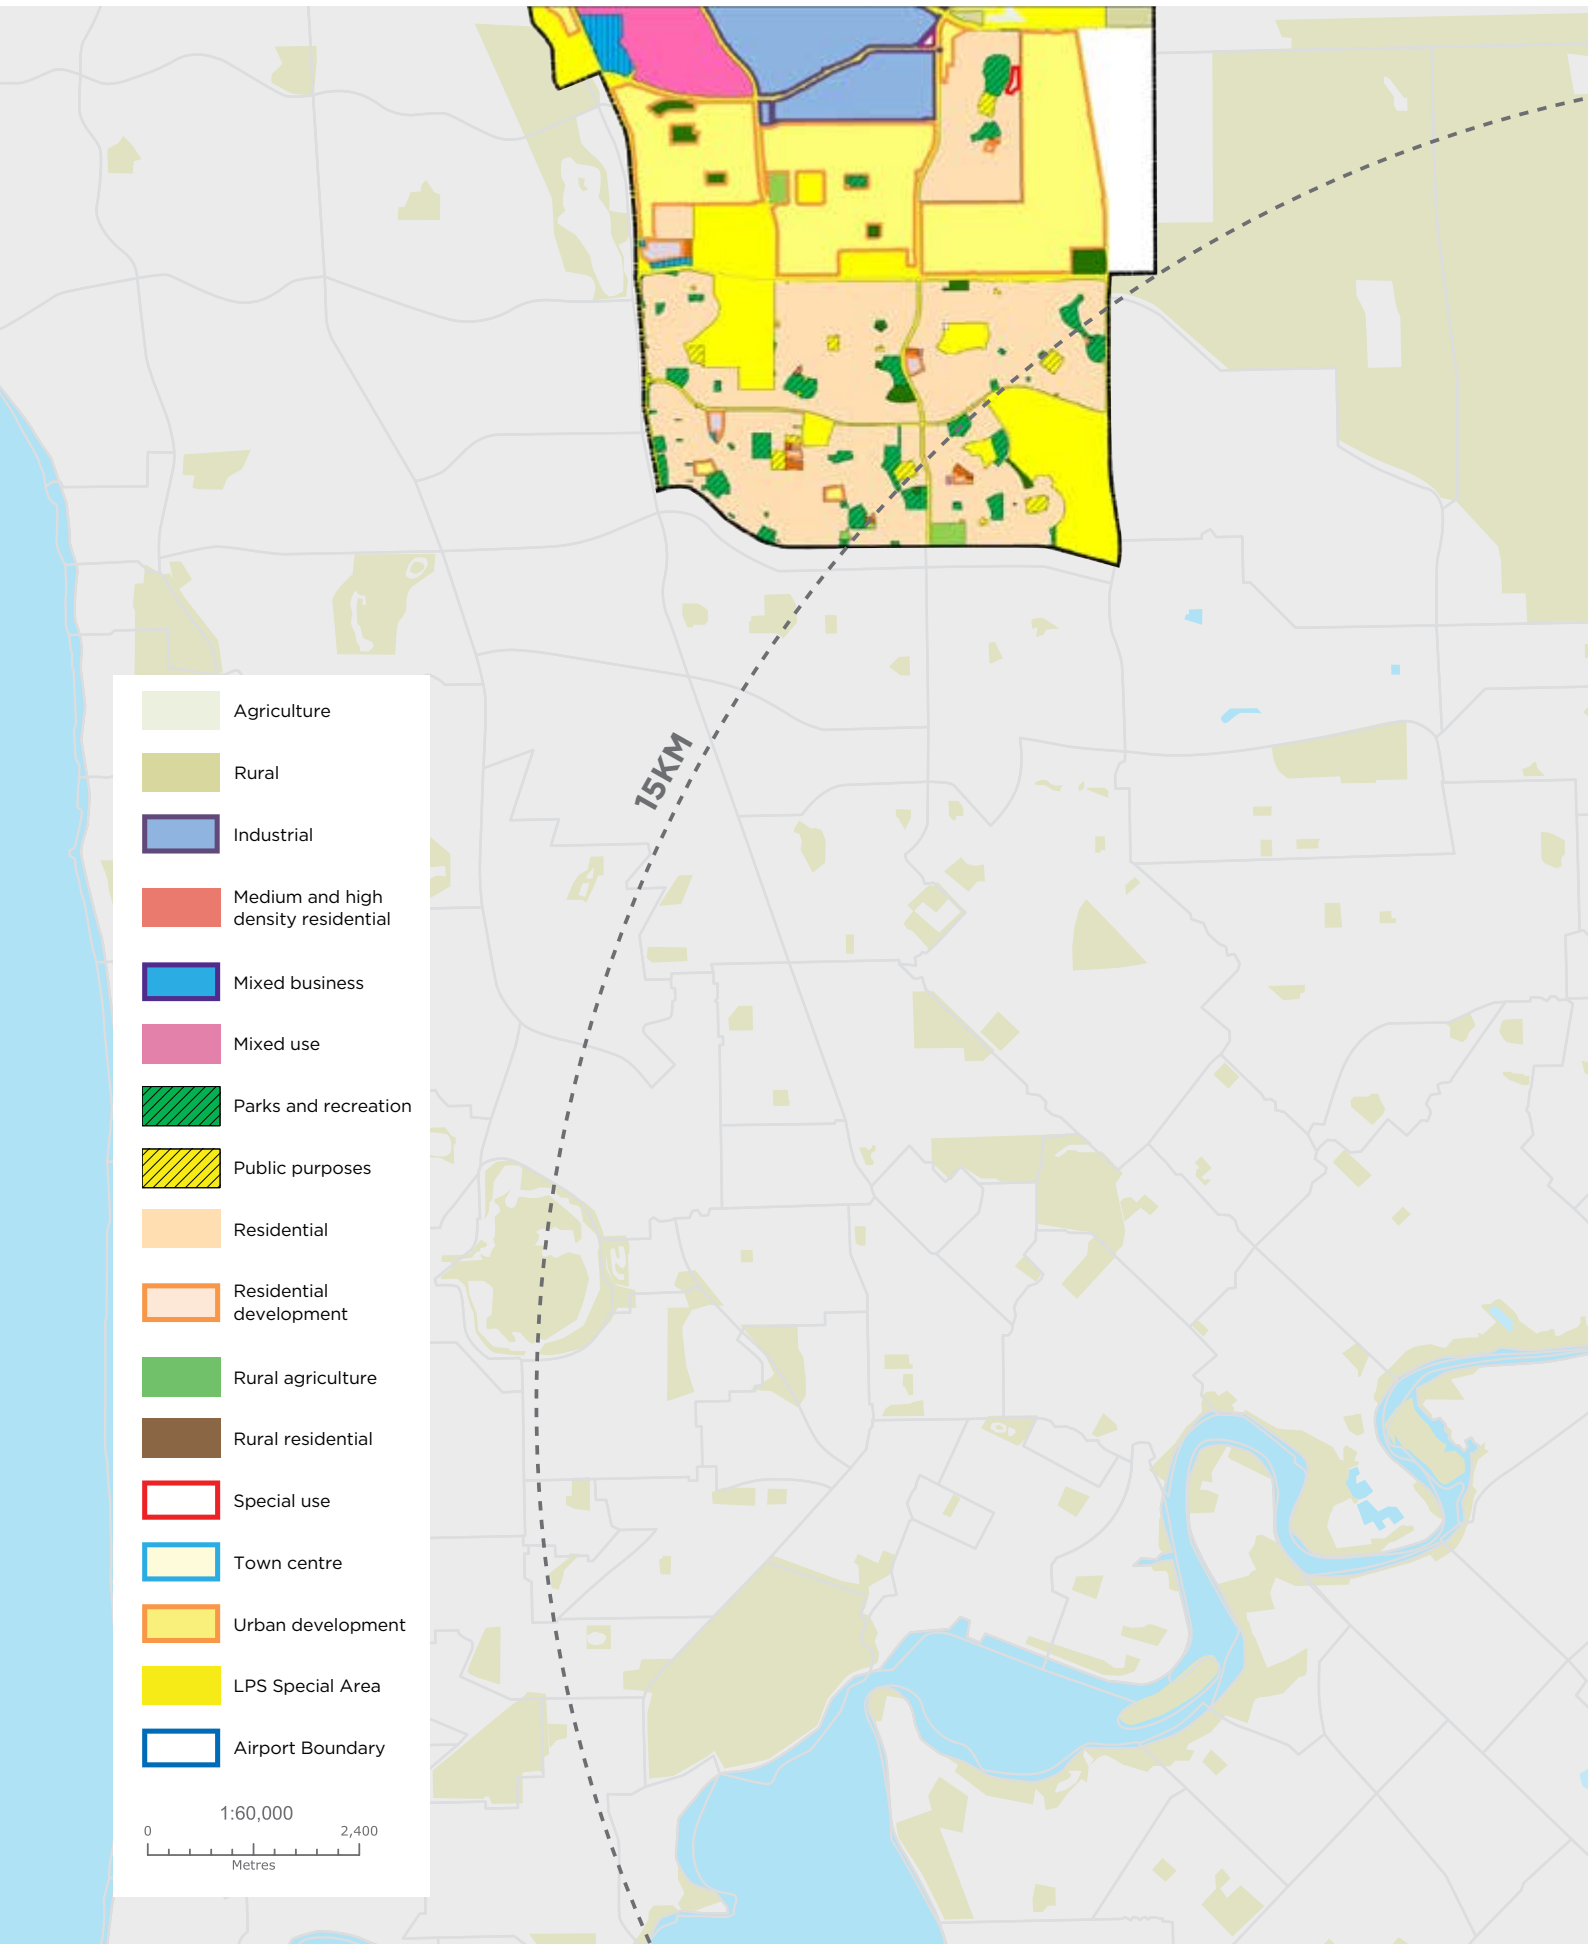 15KM
Agriculture
Rural
Industrial
Medium and high
density residential
Mixed business
Mixed use
Parks and recreation
Public purposes
Residential
Residential
development
Rural agriculture
Rural residential
Special use
Town centre
Urban development
LPS Special Area
Airport Boundary
1:60,000
0 2,400
Metres